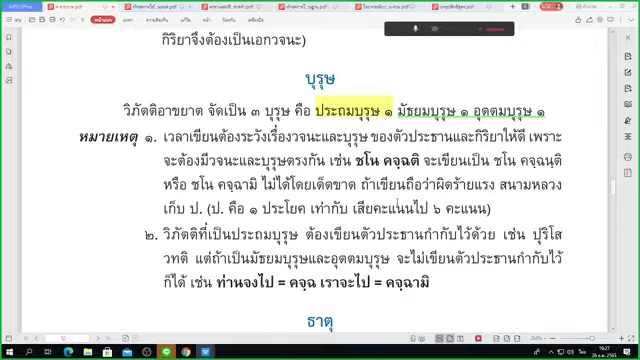 WPS Office
กิริยาจึงต้องเป็นเอกวจนะ)
บุรุษ
วิภัตติอาขยาต จัดเป็น ๓ บุรุษ คือ ประถมบุรุษ ๑ มัธยมบุรุษ ๑ อุตตมบุรุษ ๑
หมายเหตุ ๑. เวลาเขียนต้องระวังเรื่องวจนะและบุรุษ ของตัวประธานและกิริยาให้ดี เพราะ
จะต้องมีวจนะและบุรุษตรงกัน เช่น ชโน คจฺฉติ จะเขียนเป็น ชโน คจฺฉนฺติ
หรือ ชโน คจฺฉามิ ไม่ได้โดยเด็ดขาด ถ้าเขียนถือว่าผิดร้ายแรง สนามหลวง
เก็บ ป. (ป. คือ ๑ ประโยค เท่ากับ เสียคะแนนไป ๖ คะแนน)
๒. วิภัตติที่เป็นประถมบุรุษ ต้องเขียนตัวประธานกำกับไว้ด้วย เช่น ปุริโส
วทติ แต่ถ้าเป็นมัธยมบุรุษและอุตตมบุรุษ จะไม่เขียนตัวประธานกำกับไว้
ก็ได้ เช่น ท่านจงไป = คจฺฉ เราจะไป = คจฺฉามิ
ธาตุ
19:27